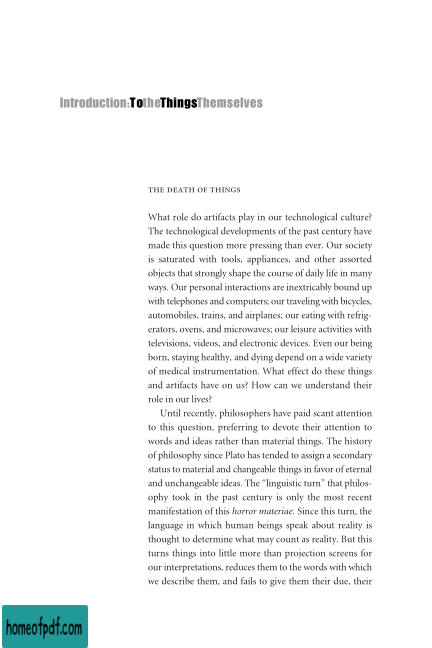 Introduction:TotheThingsThemselves
THE DEATH OF THINGS
What role do artifacts play in our technological culture?
The technological developments of the past century have
made this question more pressing than ever. Our society
is saturated with tools, appliances, and other assorted
objects that strongly shape the course of daily life in many
ways. Our personal interactions are inextricably bound up
with telephones and computers; our traveling with bicycles,
automobiles, trains, and airplanes; our eating with refrig-
erators, ovens, and microwaves; our leisure activities with
televisions, videos, and electronic devices. Even our being
born, staying healthy, and dying depend on a wide variety
of medical instrumentation. What effect do these things
and artifacts have on us? How can we understand their
role in our lives?
Until recently, philosophers have paid scant attention
to this question, preferring to devote their attention to
words and ideas rather than material things. The history
of philosophy since Plato has tended to assign a secondary
status to material and changeable things in favor of eternal
and unchangeable ideas. The “linguistic turn” that philos-
ophy took in the past century is only the most recent
manifestation of this horror materiae. Since this turn, the
language in which human beings speak about reality is
thought to determine what may count as reality. But this
turns things into little more than projection screens for
our interpretations, reduces them to the words with which
we describe them, and fails to give them their due, their
homeofpdf.com